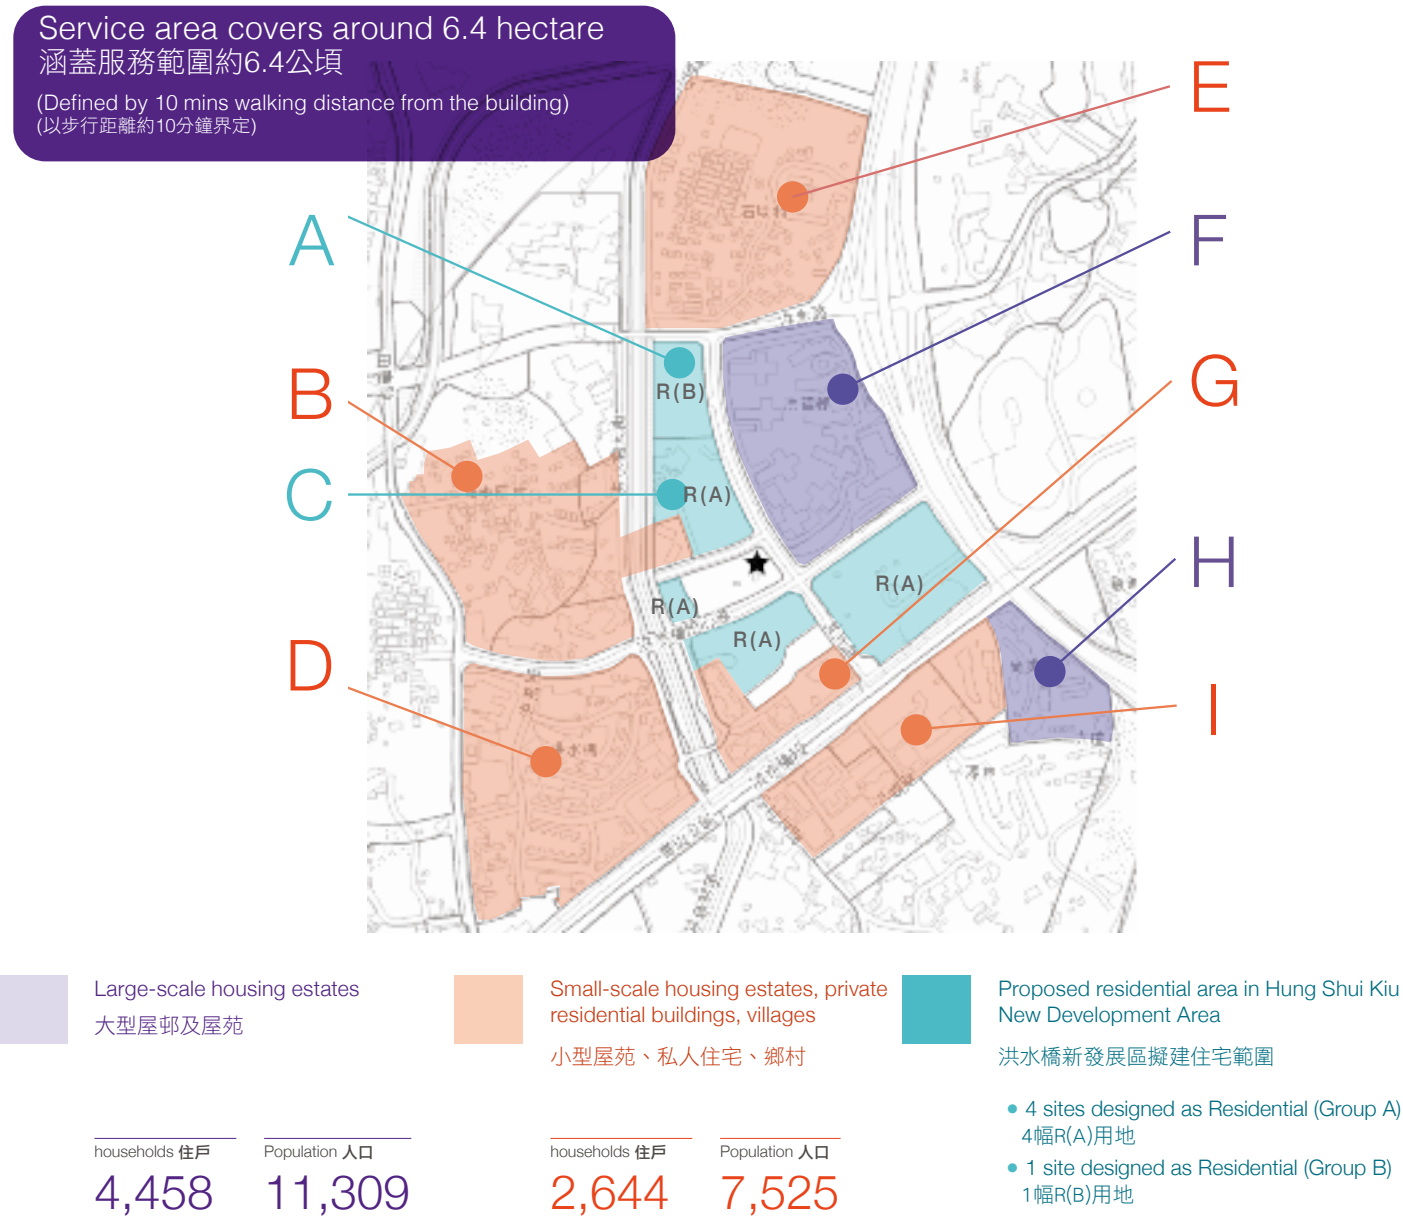 Service area covers around 6.4 hectare
涵蓋服務範圍約6.4公頃
(Defined by 10 mins walking distance from the building)
(以步行距離約10分鐘界定)
E
A
F
B
G
R(B)
C
R(A)
H
R(A)
R(A)
R(A)
D
I
Large-scale housing estates
大型屋邨及屋苑
households 住戶
4,458
Population 人口
11,309
Small-scale housing estates, private
residential buildings, villages
小型屋苑、私人住宅、鄉村
households 住戶
2,644
Population 人口
7,525
Proposed residential area in Hung Shui Kiu
New Development Area
洪水橋新發展區擬建住宅範圍
• 4 sites designed as Residential (Group A)
4幅R(A)用地
• 1 site designed as Residential (Group B)
1幅R(B)用地